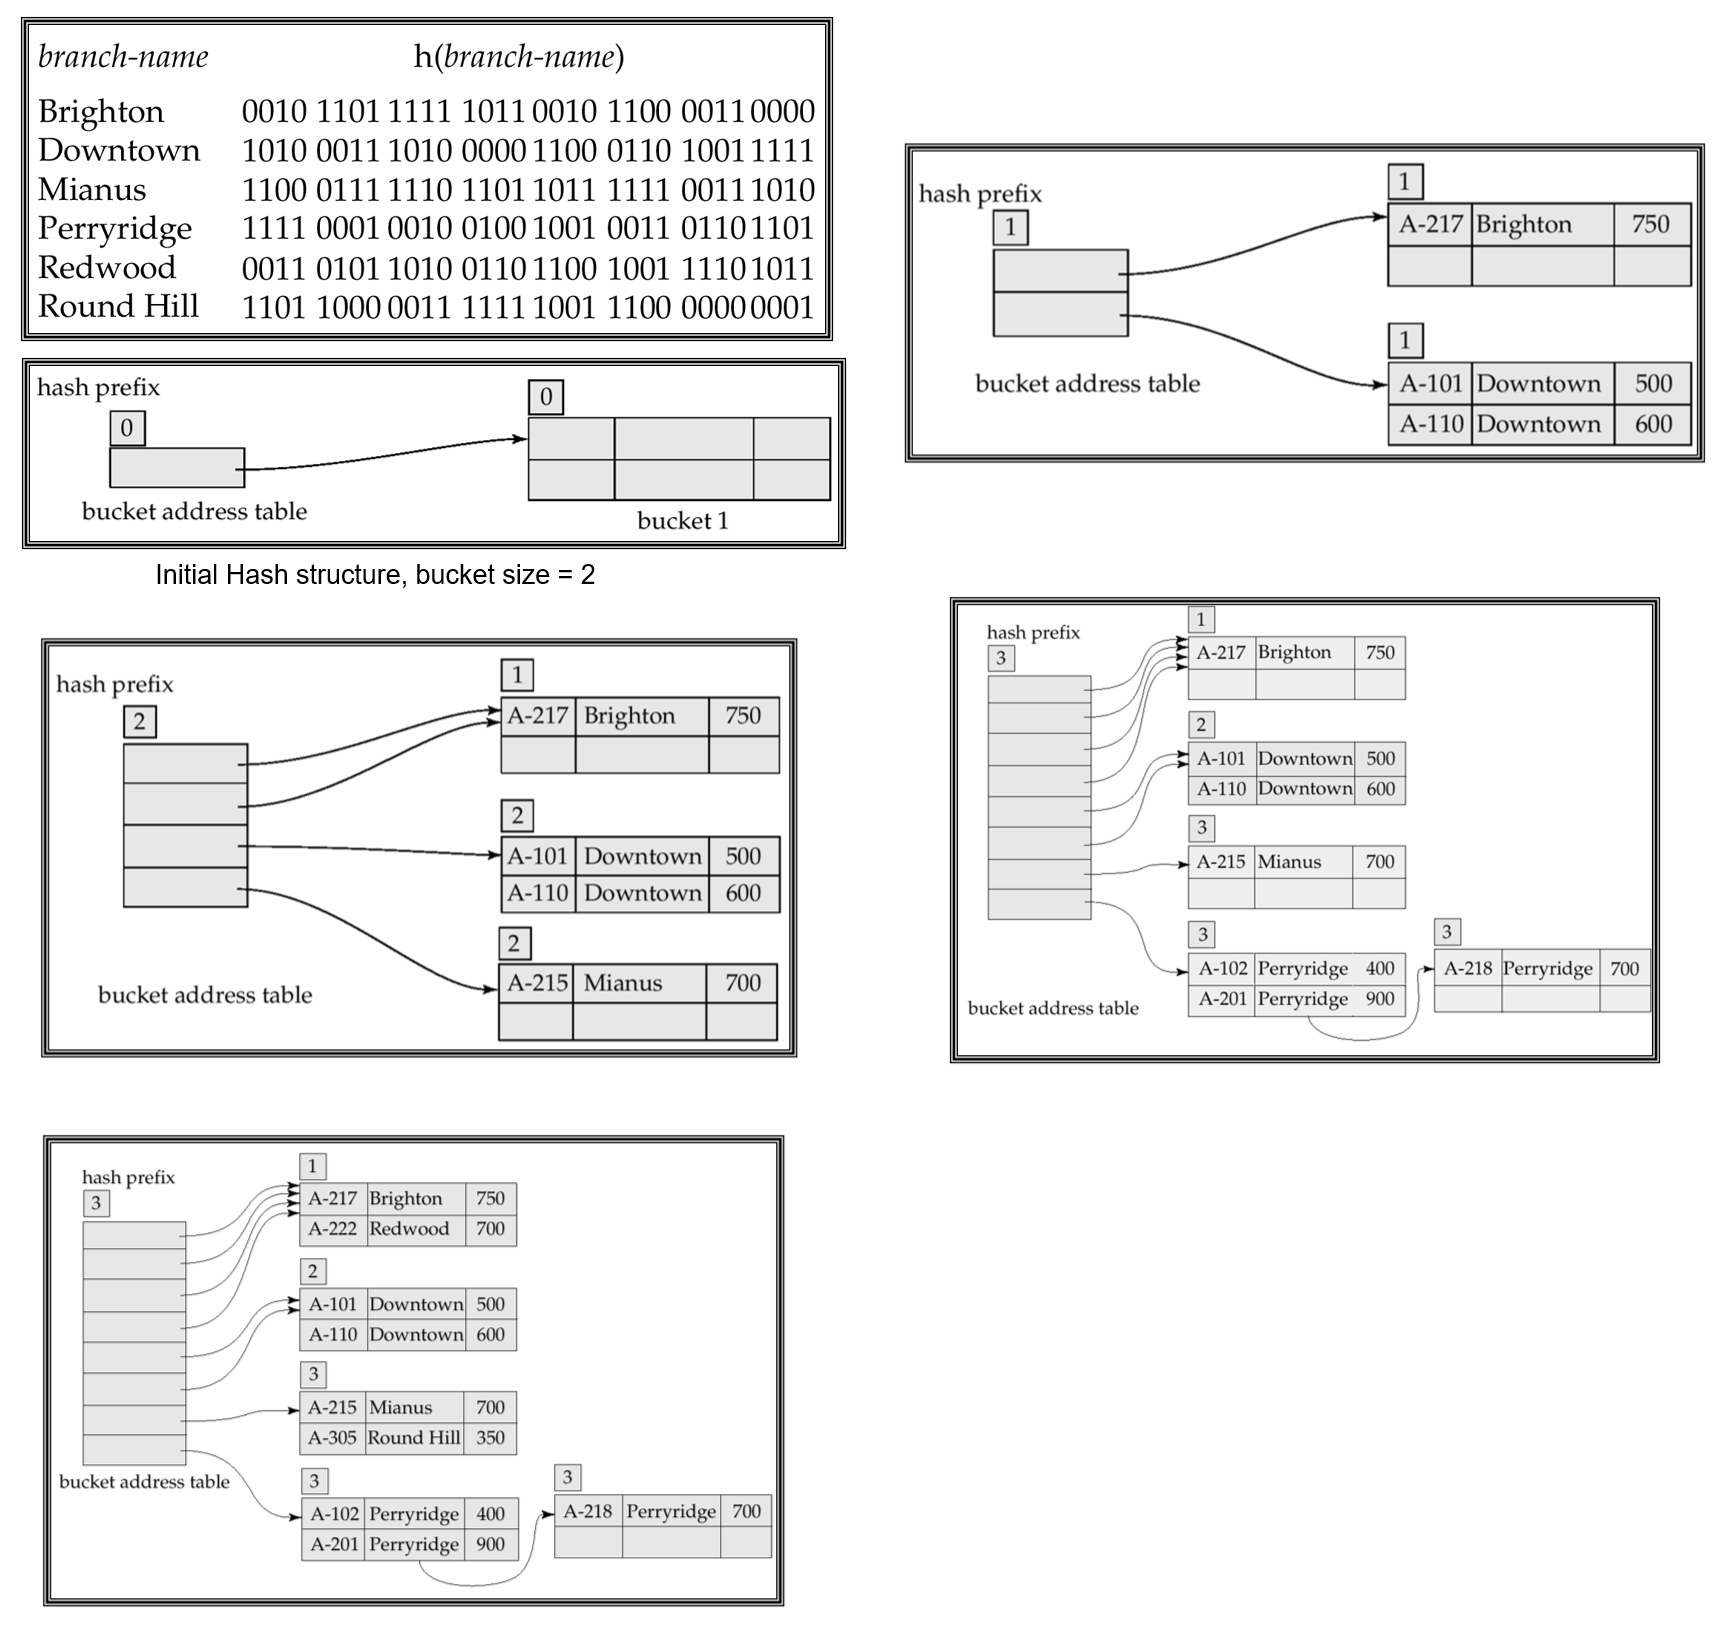 branch-name h(branch-name)
Brighton 0010 1101 1111 1011 0010 1100 0011 0000
Downtown 1010 0011 1010 0000 1100 0110 1001 1111
Mianus 1100 0111 1110 1101 1011 1111 0011 1010
Perryridge 1111 0001 0010 0100 1001 0011 0110 1101
Redwood 0011 0101 1010 0110 1100 1001 1110 1011
Round Hill 1101 1000 0011 1111 1001 1100 0000 0001
hash prefix
0
0
bucket address table
bucket 1
Initial Hash structure, bucket size = 2
hash prefix
1
1
A-217 Brighton 750
1
A-101 Downtown 500
A-110 Downtown 600
bucket address table
hash prefix
2
1
A-217 Brighton 750
2
A-101 Downtown 500
A-110 Downtown 600
2
A-215 Mianus 700
bucket address table
hash prefix
3
1
A-217 Brighton 750
2
A-101 Downtown 500
A-110 Downtown 600
3
A-215 Mianus 700
3
A-102 Perryridge 400
A-201 Perryridge 900
3
A-218 Perryridge 700
bucket address table
hash prefix
3
1
A-217 Brighton 750
A-222 Redwood 700
2
A-101 Downtown 500
A-110 Downtown 600
3
A-215 Mianus 700
A-305 Round Hill 350
bucket address table
3
A-102 Perryridge 400
A-201 Perryridge 900
3
A-218 Perryridge 700